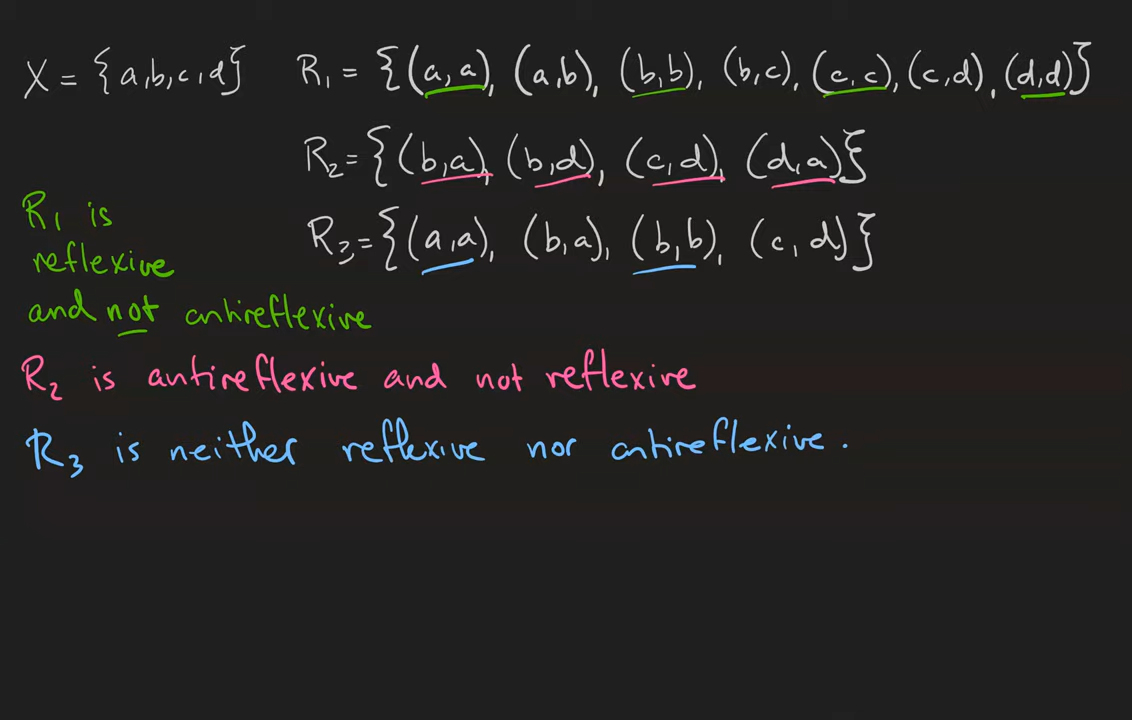 X = {a,b,c,d} R₁ = {(a,a), (a,b), (b,b), (b,c), (c,c), (c,d), (d,d)}
R₂ = {(b,a), (b,d), (c,d), (d,a)}
R₃ = {(a,a), (b,a), (b,b), (c,d)}
R₁ is
reflexive
and not antireflexive
R₂ is antireflexive and not reflexive
R₃ is neither reflexive nor antireflexive.